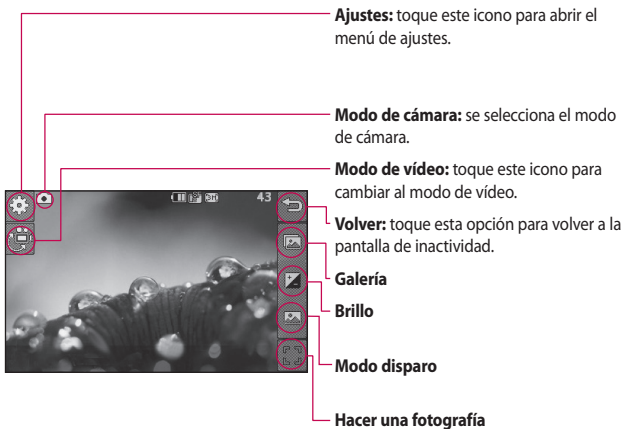 Ajustes: toque este icono para abrir el
menú de ajustes.
Modo de cámara: se selecciona el modo
de cámara.
Modo de vídeo: toque este icono para
cambiar al modo de vídeo.
43
Volver: toque esta opción para volver a la
pantalla de inactividad.
Galería
Brillo
Modo disparo
Hacer una fotografía